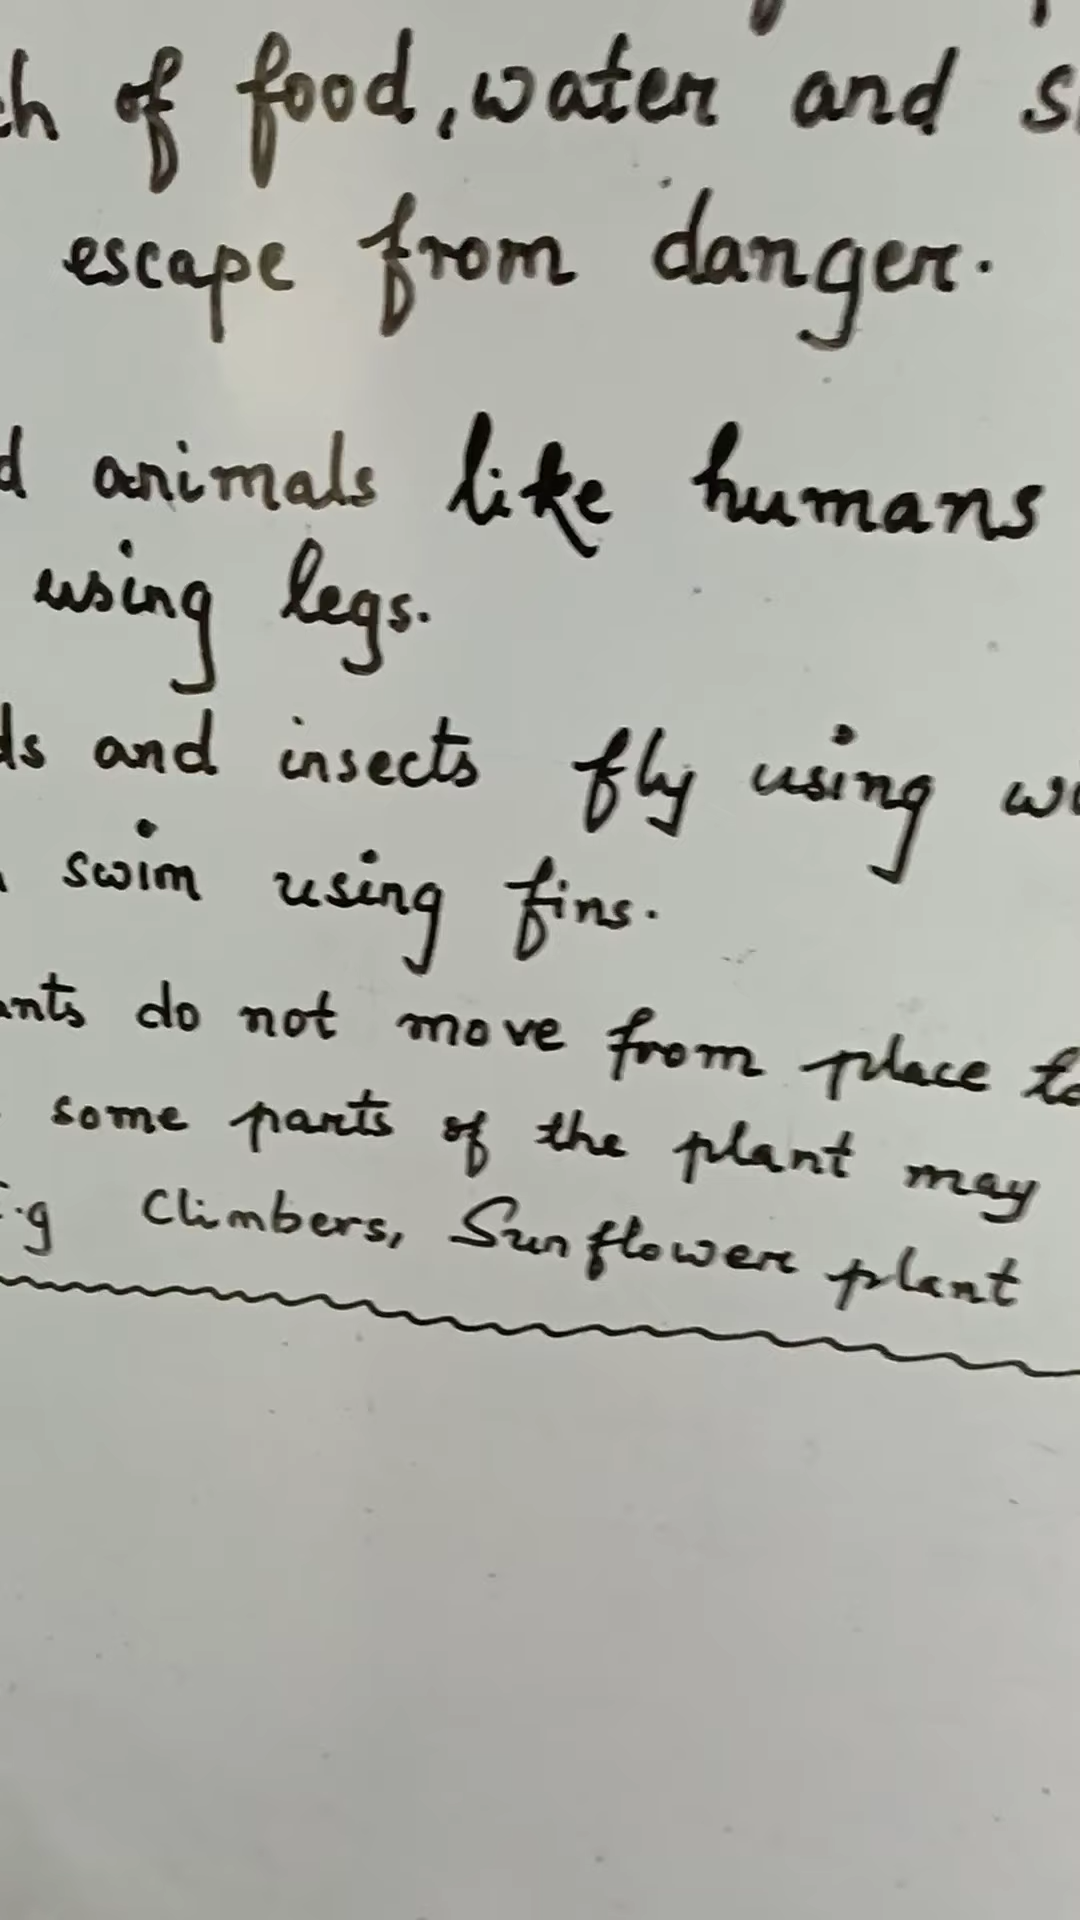 of food, water and
escape from danger.
animals like humans
using legs.
and insects fly using
swim using fins.
do not move from place
some parts of the plant may
E.g Climbers, Sunflower plant